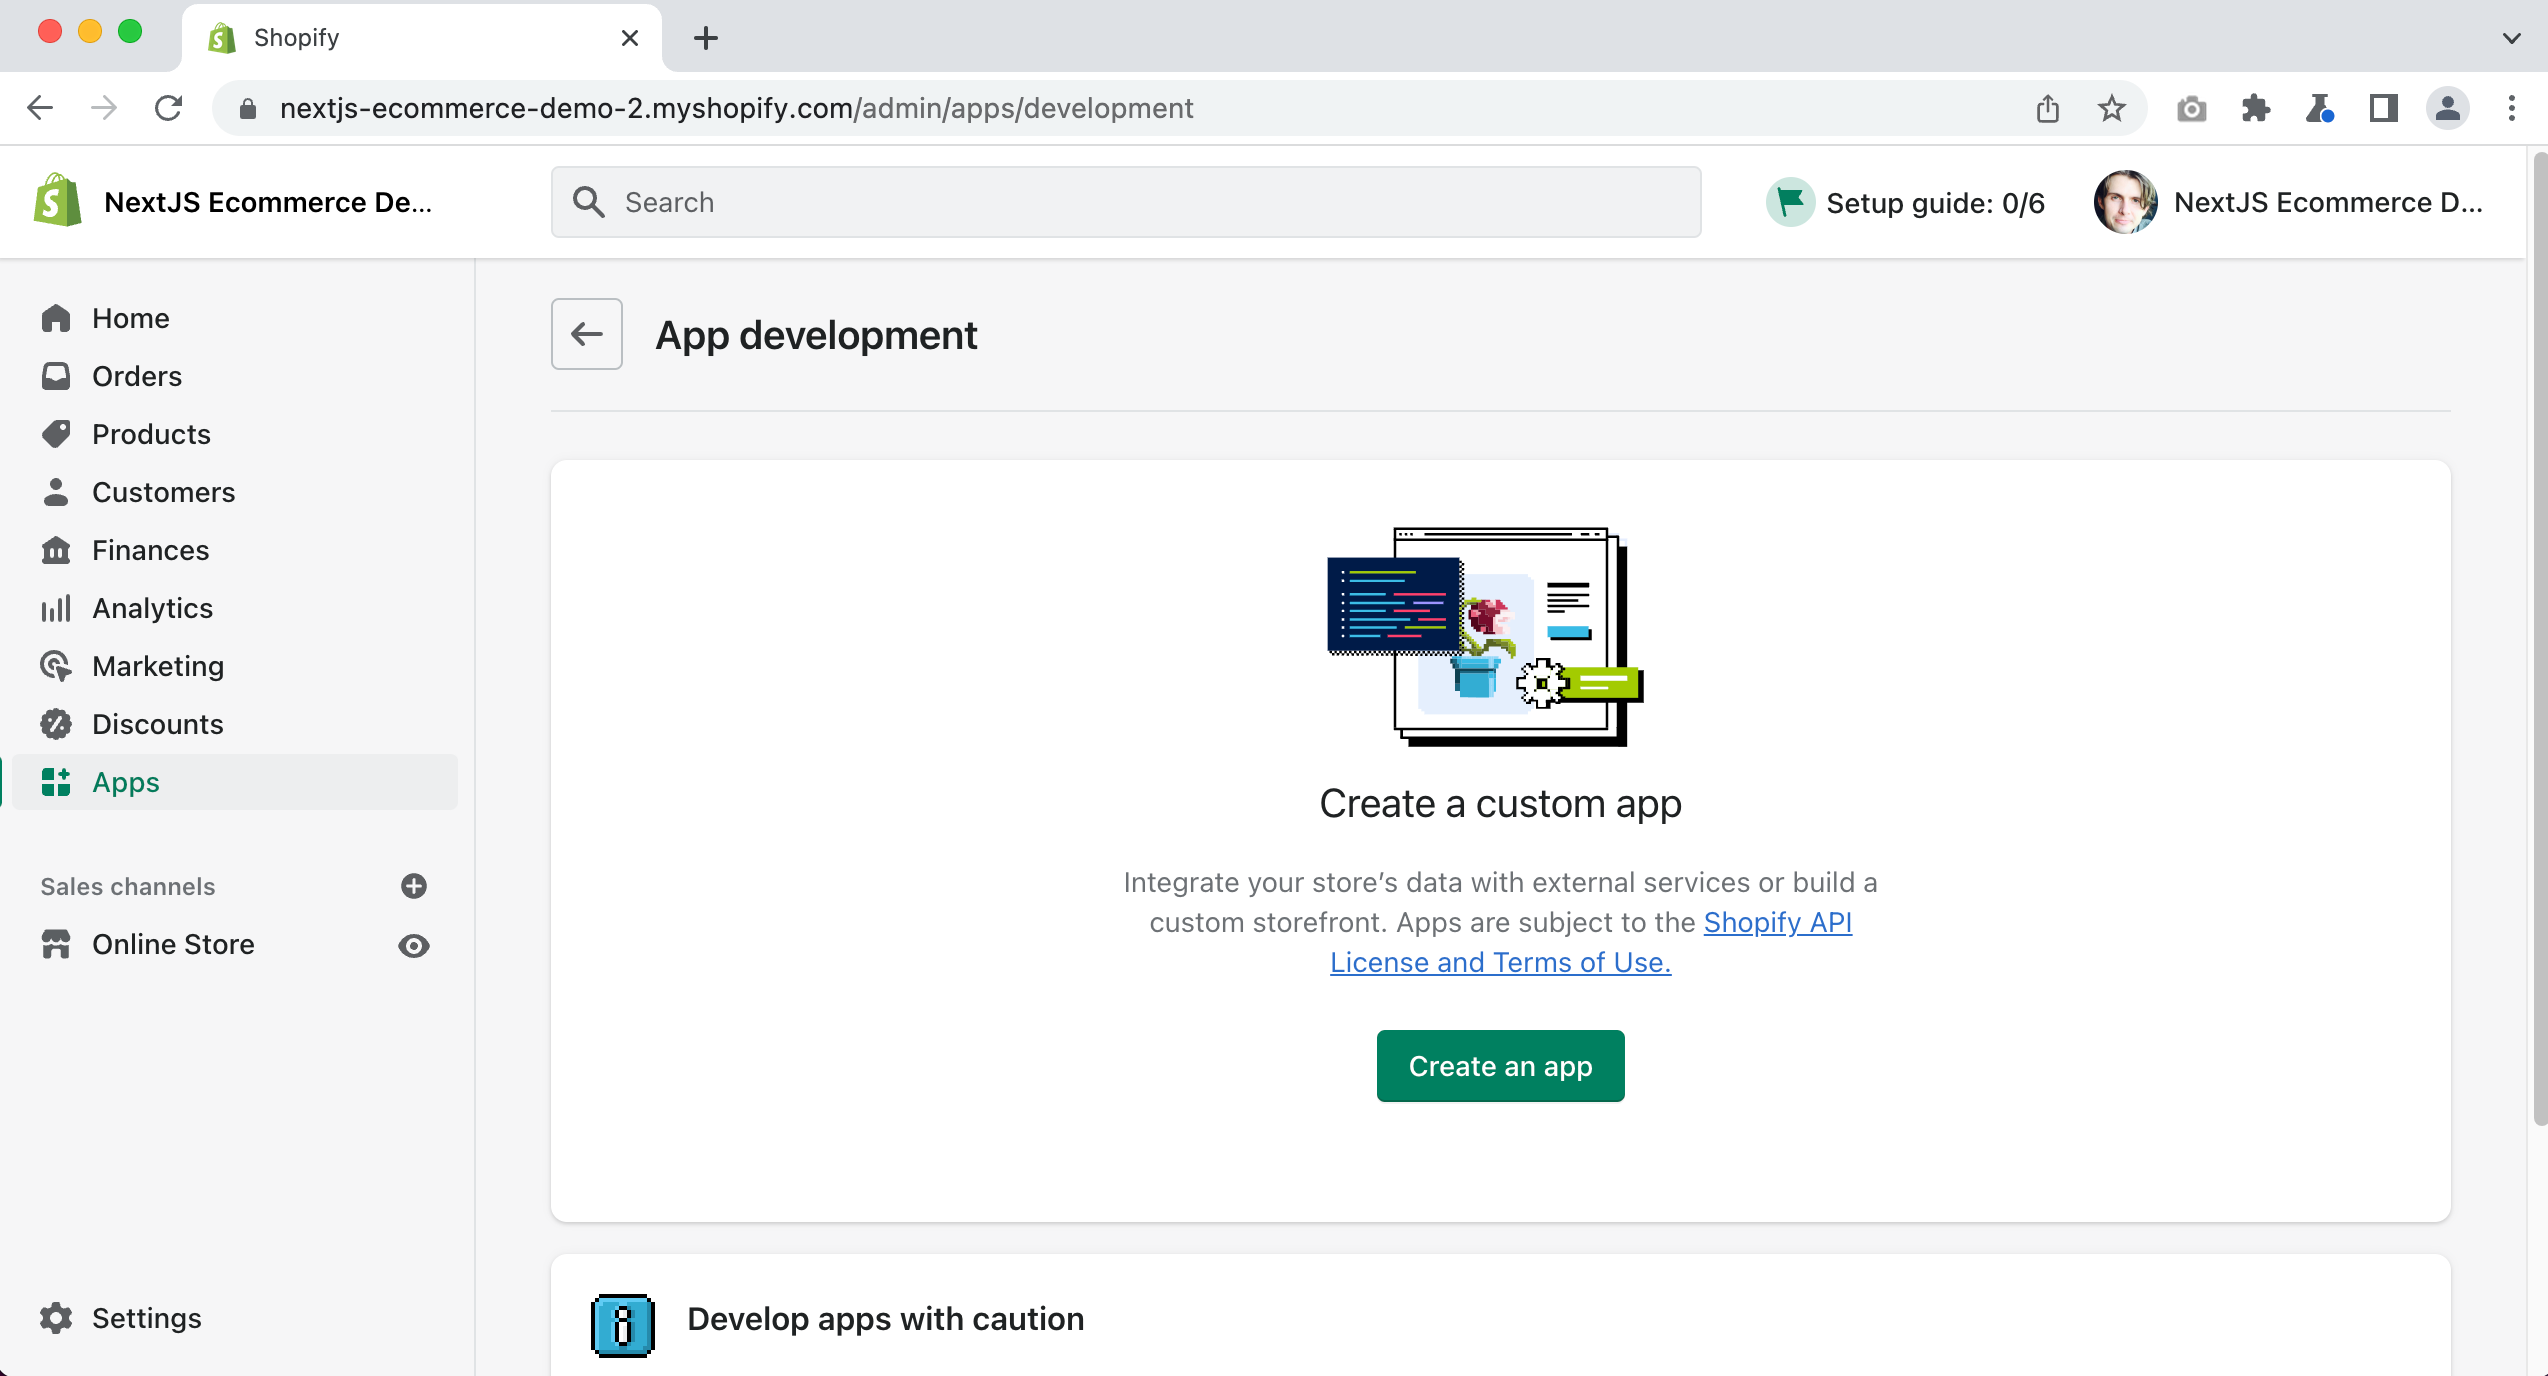 Shopify
nextjs-ecommerce-demo-2.myshopify.com/admin/apps/development
NextJS Ecommerce De...
Search
Setup guide: 0/6
NextJS Ecommerce D...
Home
Orders
Products
Customers
Finances
Analytics
Marketing
Discounts
Apps
Sales channels
Online Store
Settings
App development
Create a custom app
Integrate your store’s data with external services or build a
custom storefront. Apps are subject to the Shopify API
License and Terms of Use.
Create an app
Develop apps with caution